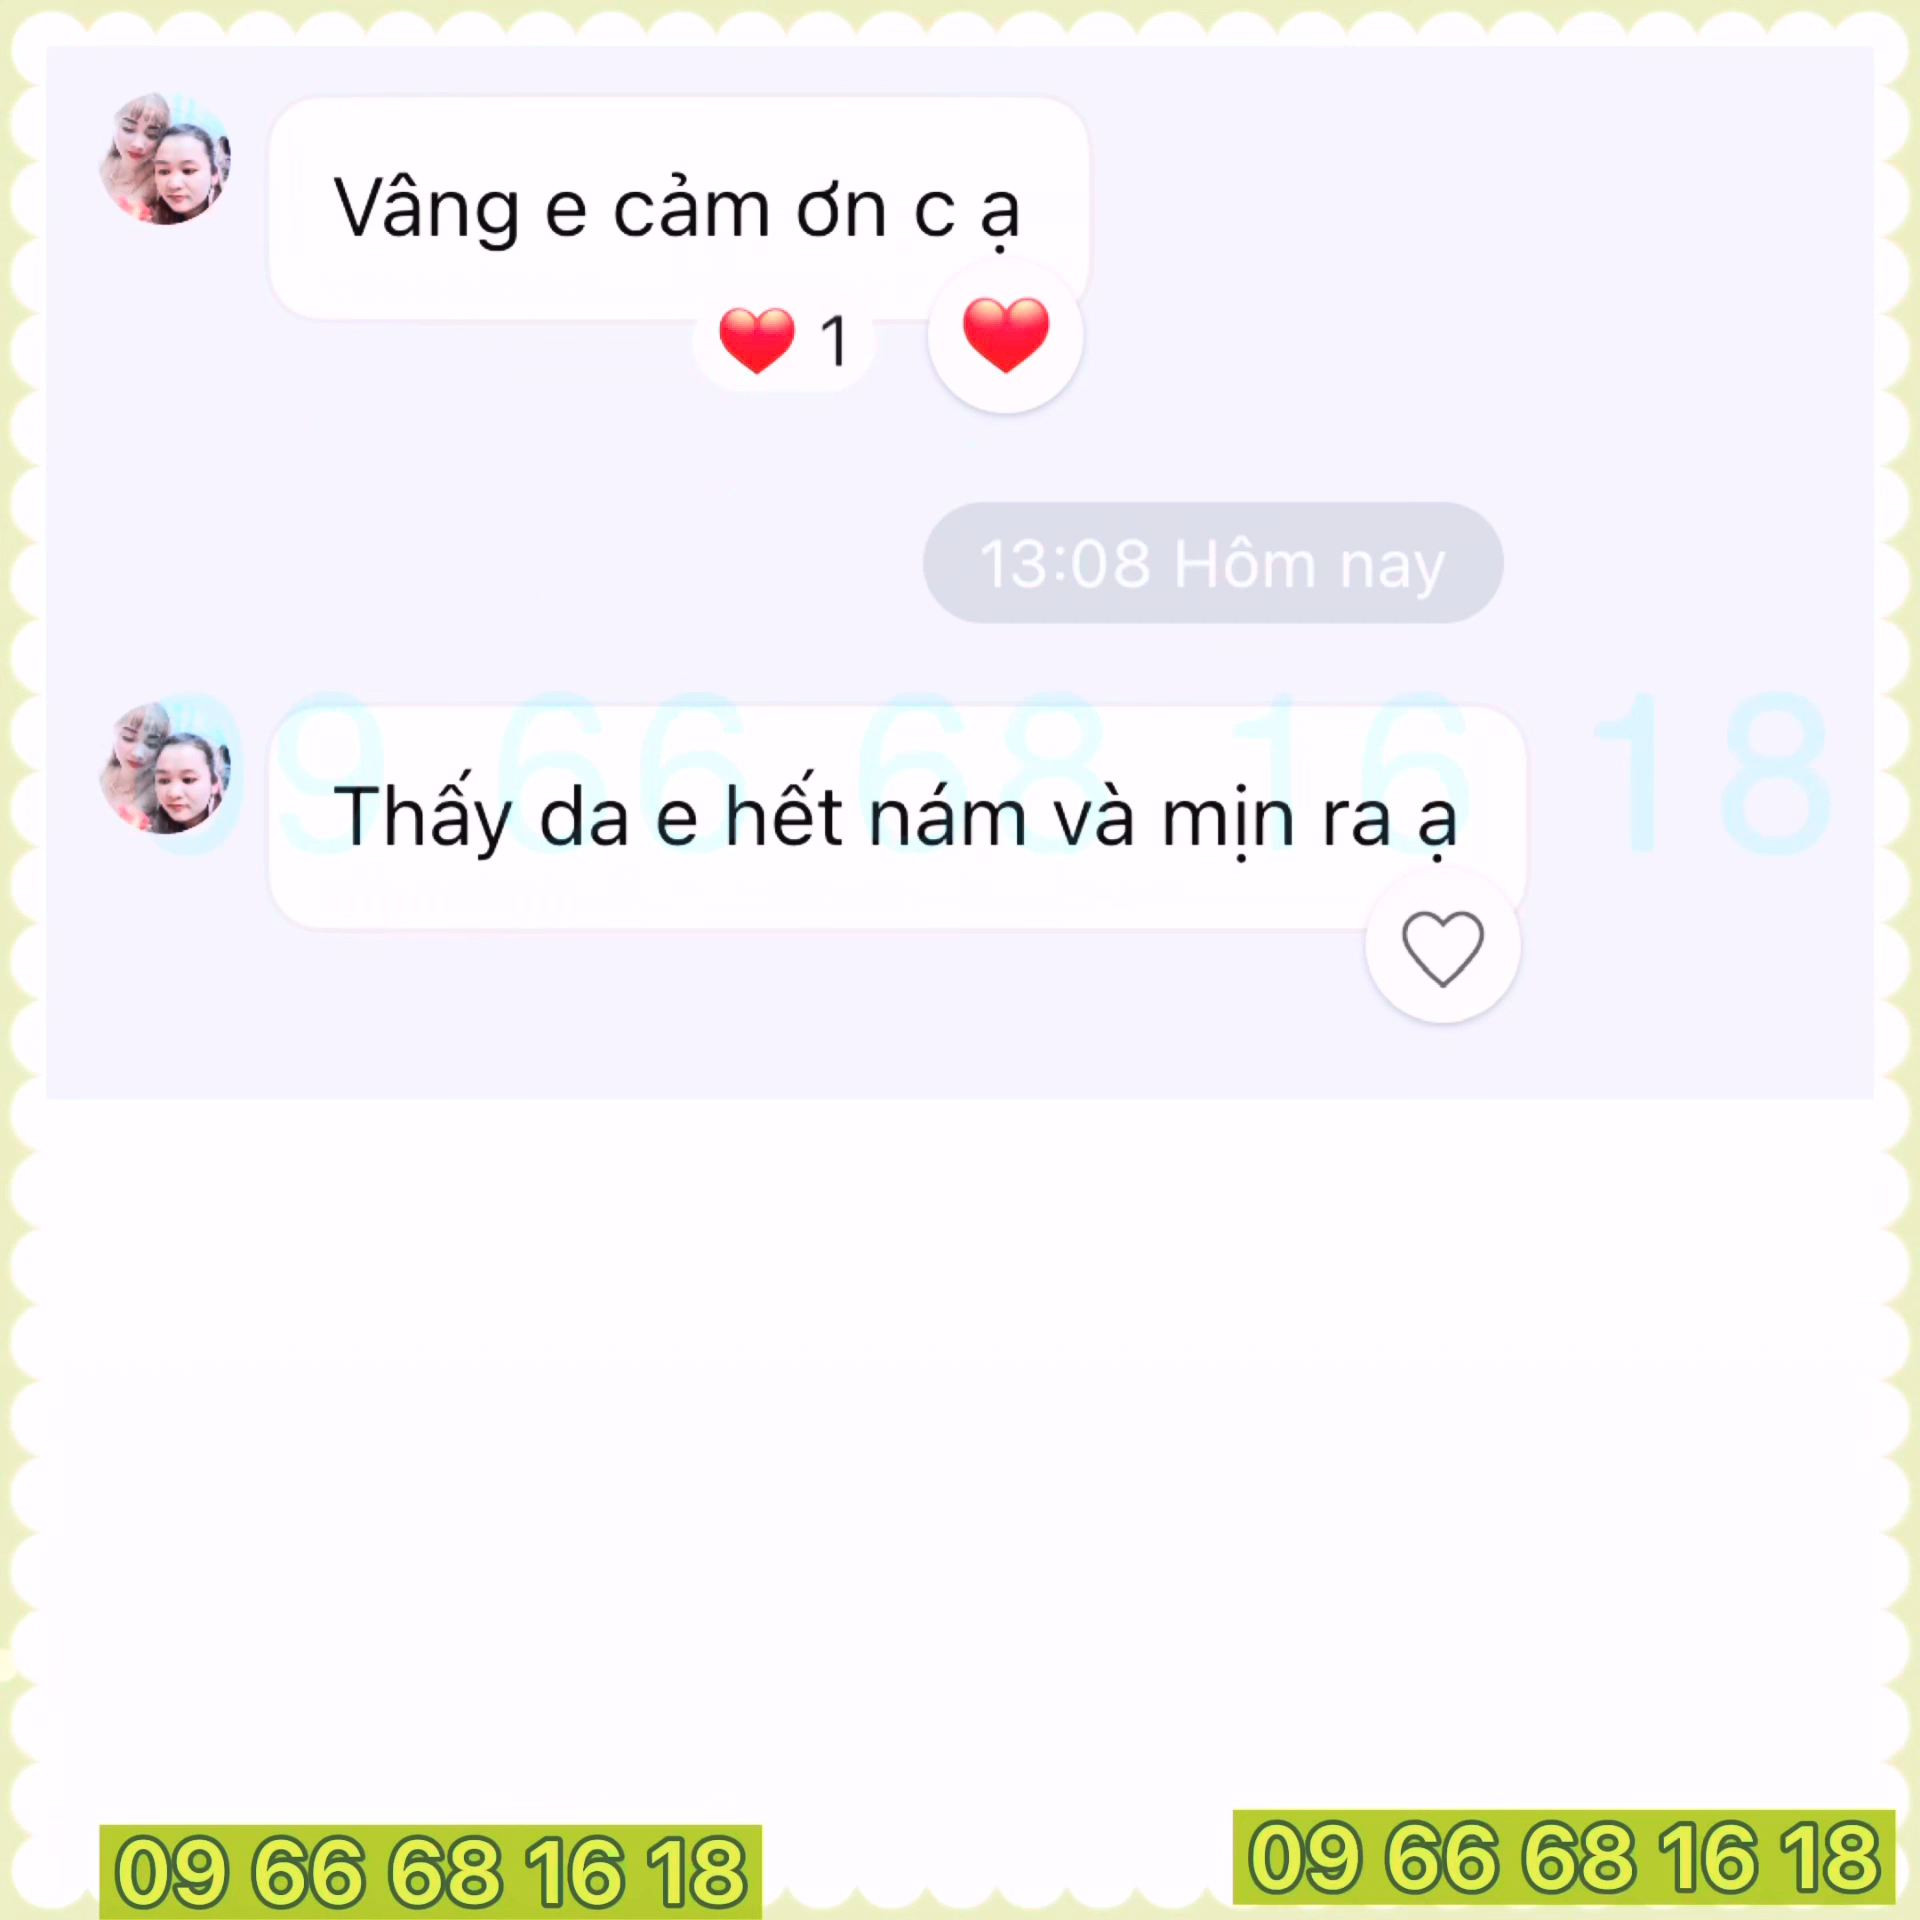 Vâng e cảm ơn c ạ
1
13:08 Hôm nay
09 66 68 16 18
Thấy da e hết nám và mịn ra ạ
09 66 68 16 18
09 66 68 16 18